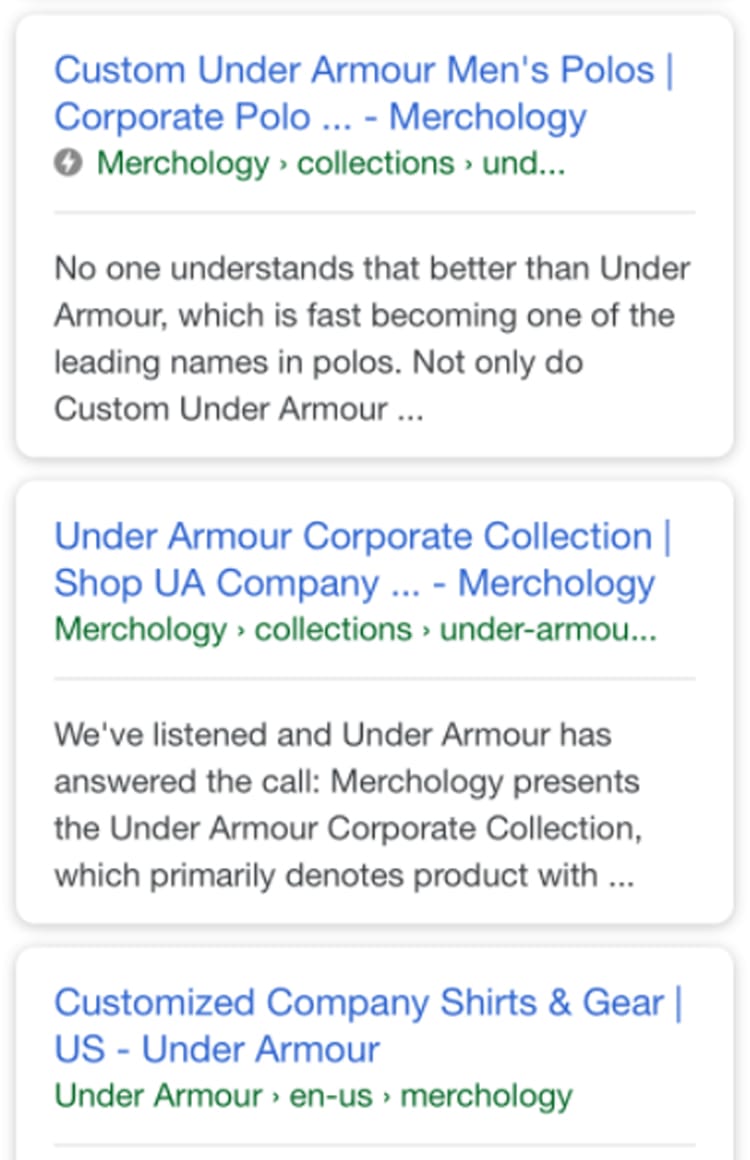 Custom Under Armour Men's Polos |
Corporate Polo ... - Merchology
Merchology › collections › und...
No one understands that better than Under
Armour, which is fast becoming one of the
leading names in polos. Not only do
Custom Under Armour ...
Under Armour Corporate Collection |
Shop UA Company ... - Merchology
Merchology › collections › under-armou...
We've listened and Under Armour has
answered the call: Merchology presents
the Under Armour Corporate Collection,
which primarily denotes product with ...
Customized Company Shirts & Gear |
US - Under Armour
Under Armour › en-us › merchology